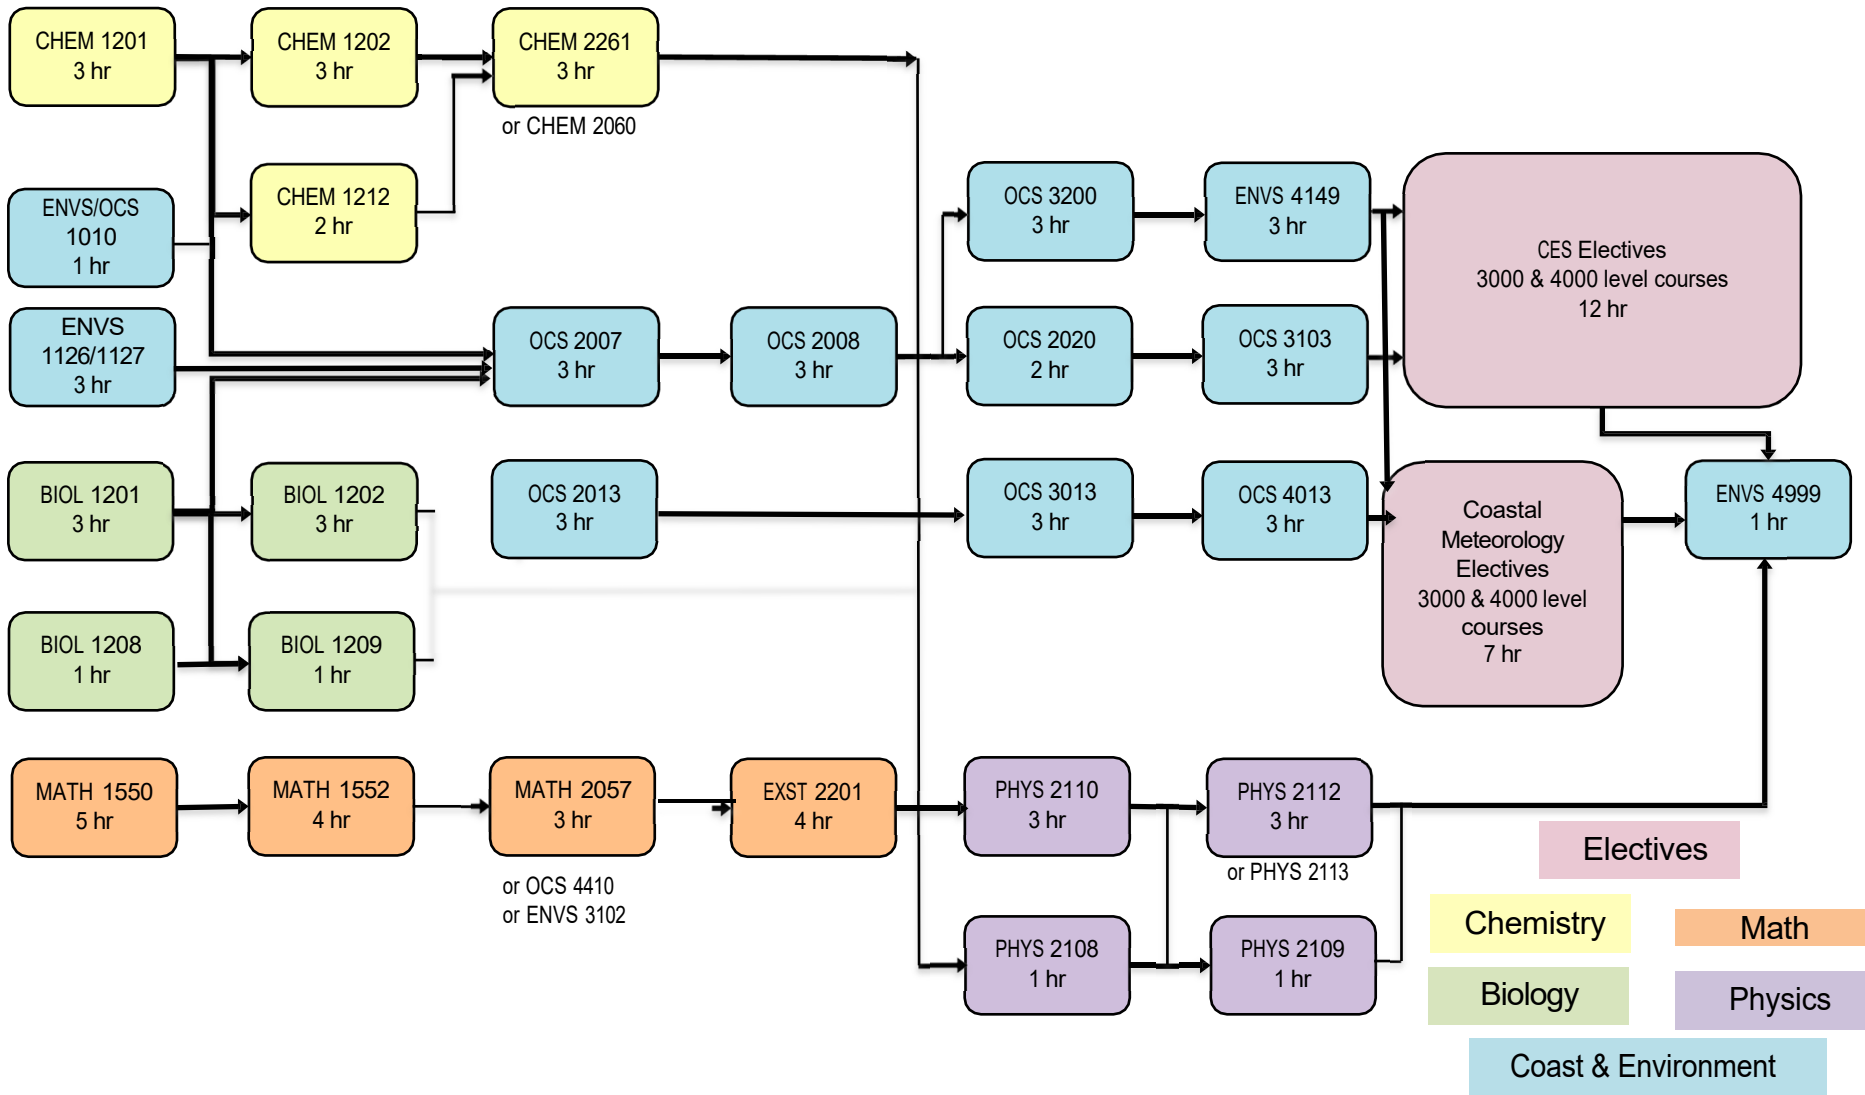 CHEM 1201
3 hr
CHEM 1202
3 hr
CHEM 2261
3 hr
or CHEM 2060
CHEM 1212
2 hr
ENVS/OCS
1010
1 hr
ENVS
1126/1127
3 hr
OCS 2007
3 hr
OCS 2008
3 hr
OCS 3200
3 hr
ENVS 4149
3 hr
OCS 2020
2 hr
OCS 3103
3 hr
CES Electives
3000 & 4000 level courses
12 hr
BIOL 1201
3 hr
BIOL 1202
3 hr
OCS 2013
3 hr
OCS 3013
3 hr
OCS 4013
3 hr
Coastal
Meteorology
Electives
3000 & 4000 level
courses
7 hr
ENVS 4999
1 hr
BIOL 1208
1 hr
BIOL 1209
1 hr
MATH 1550
5 hr
MATH 1552
4 hr
MATH 2057
3 hr
or OCS 4410
or ENVS 3102
EXST 2201
4 hr
PHYS 2110
3 hr
PHYS 2112
3 hr
or PHYS 2113
PHYS 2108
1 hr
PHYS 2109
1 hr
Electives
Chemistry
Math
Biology
Physics
Coast & Environment